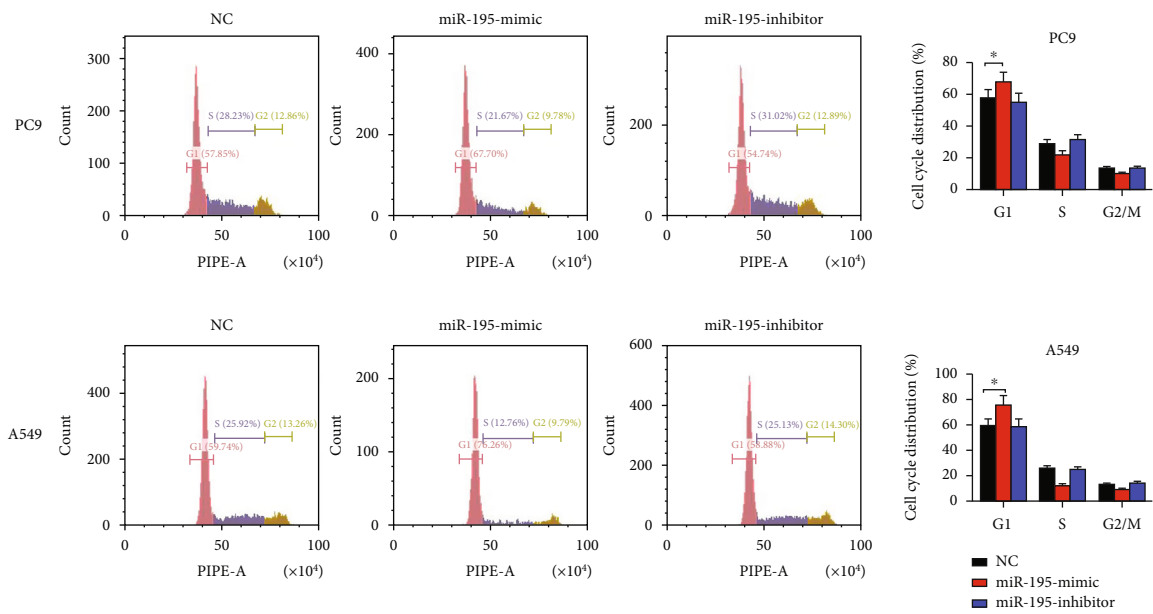 NC
miR-195-mimic
miR-195-inhibitor
PC9
PC9
Count
300
200
100
0
S (28.23%) G2 (12.86%)
G1 (57.85%)
0 50 100
PIPE-A (×10⁴)
Count
400
200
0
S (21.67%) G2 (9.78%)
G1 (67.70%)
0 50 100
PIPE-A (×10⁴)
Count
200
0
S (31.02%) G2 (12.89%)
G1 (54.74%)
0 50 100
PIPE-A (×10⁴)
Cell cycle distribution (%)
80
60
40
20
0
*
G1 S G2/M
NC
miR-195-mimic
miR-195-inhibitor
A549
A549
Count
400
200
0
S (25.92%) G2 (13.26%)
G1 (59.74%)
0 50 100
PIPE-A (×10⁴)
Count
200
100
0
S (12.76%) G2 (9.79%)
G1 (76.26%)
0 50 100
PIPE-A (×10⁴)
Count
600
400
200
0
S (25.13%) G2 (14.30%)
G1 (58.88%)
0 50 100
PIPE-A (×10⁴)
Cell cycle distribution (%)
100
80
60
40
20
0
*
G1 S G2/M
NC
miR-195-mimic
miR-195-inhibitor